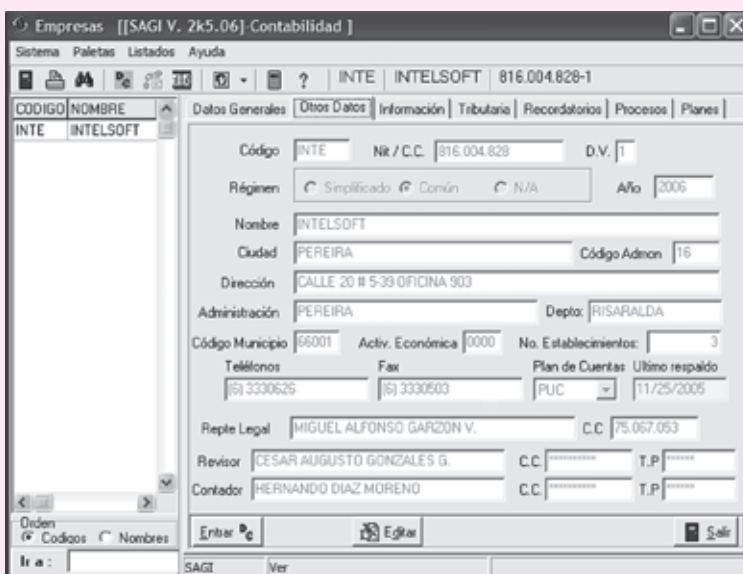 Empresas [[SAGI V. 2k5.06]-Contabilidad ]
Sistema Paletas Listados Ayuda
INTE INTELSOFT 816.004.828-1
CODIGO NOMBRE
INTE INTELSOFT
Datos Generales Otros Datos Información Tributaria Recordatorios Procesos Planes
Código INTE Nit / C.C. 816.004.828 D.V. 1
Régimen Simplificado Común N/A Año 2006
Nombre INTELSOFT
Ciudad PEREIRA Código Admon 16
Dirección CALLE 20 # 5-39 OFICINA 903
Administración PEREIRA Depto: RISARALDA
Código Municipio 66001 Activ. Económica 0000 No. Establecimientos: 3
Teléfonos Fax Plan de Cuentas Ultimo respaldo
(6) 3330626 (6) 3330503 PUC 11/25/2005
Repte Legal MIGUEL ALFONSO GARZON V. C.C 75.067.053
Revisor CESAR AUGUSTO GONZALES G. C.C. T.P
Contador HERNANDO DIAZ MORENO C.C. T.P
Orden
Codigos Nombres
Ir a :
Entrar Editar Salir
SAGI Ver